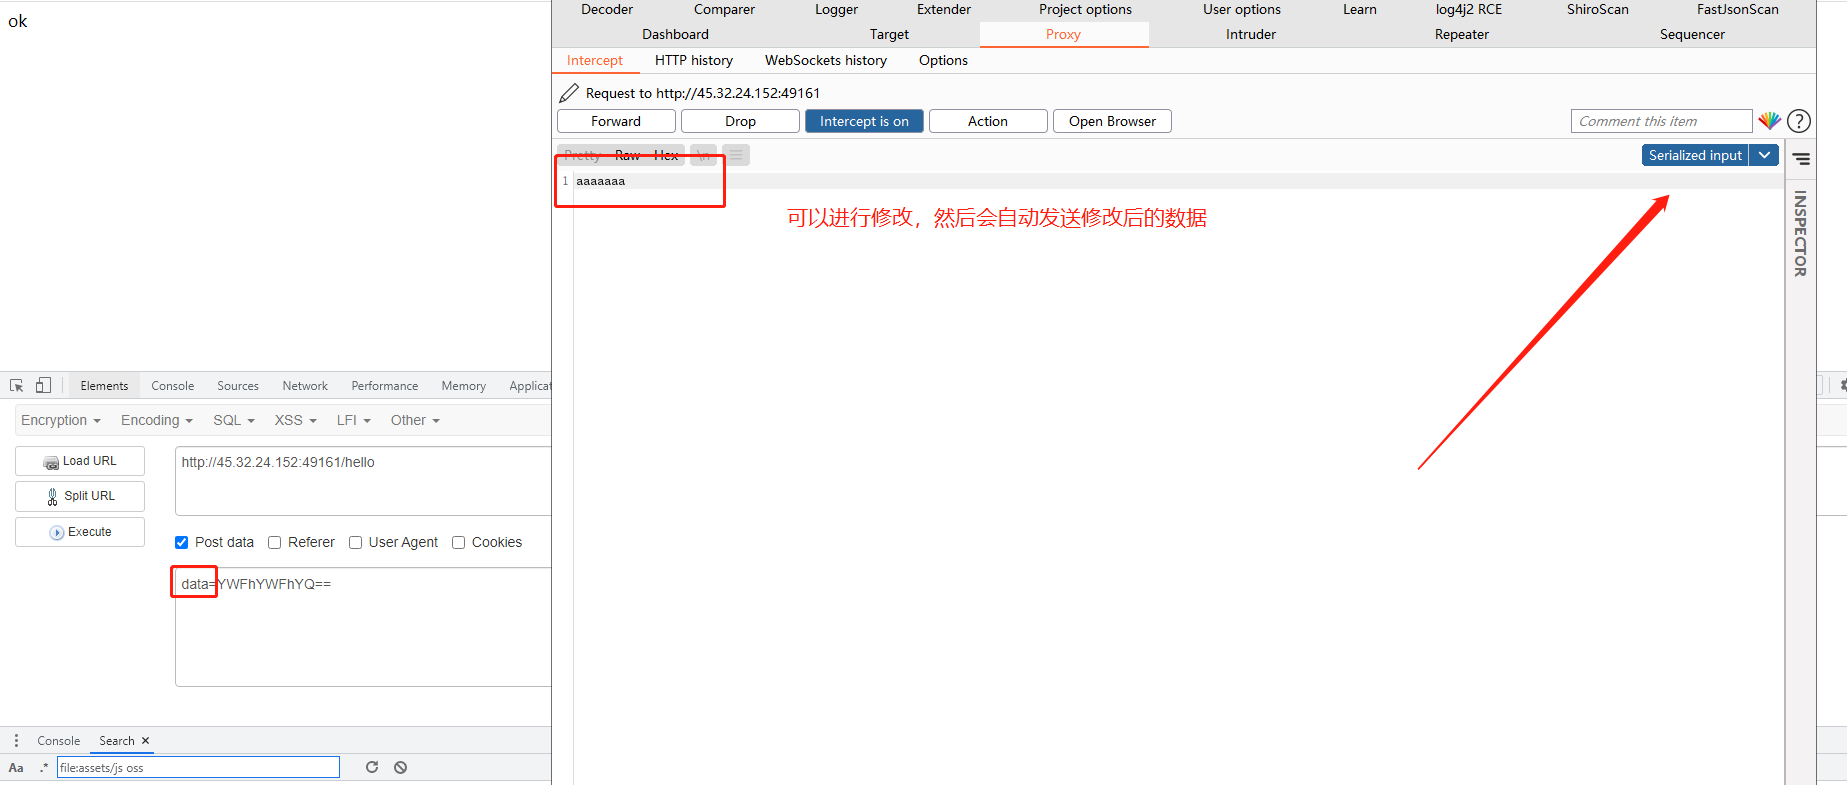 ok
Decoder Comparer Logger Extender Project options User options Learn log4j2 RCE ShiroScan FastJsonScan
Dashboard Target Proxy Intruder Repeater Sequencer
Intercept HTTP history WebSockets history Options
Request to http://45.32.24.152:49161
Forward Drop Intercept is on Action Open Browser Comment this item ?
Pretty Raw Hex \n Serialized input
1 aaaaaaa
可以进行修改，然后会自动发送修改后的数据
INSPECTOR
Elements Console Sources Network Performance Memory Applicat
Encryption Encoding SQL XSS LFI Other
Load URL http://45.32.24.152:49161/hello
Split URL
Execute
Post data Referer User Agent Cookies
data=YWFhYWFhYQ==
Console Search ×
Aa .* file:assets/js oss